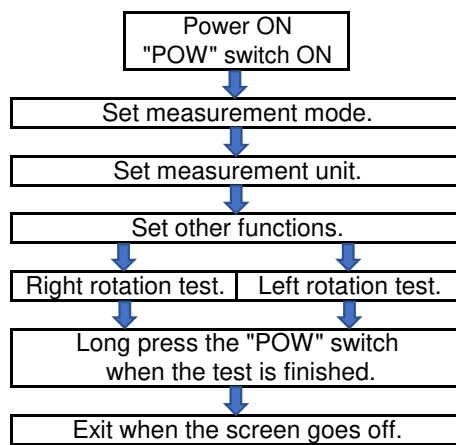 Power ON
"POW" switch ON
Set measurement mode.
Set measurement unit.
Set other functions.
Right rotation test.
Left rotation test.
Long press the "POW" switch
when the test is finished.
Exit when the screen goes off.